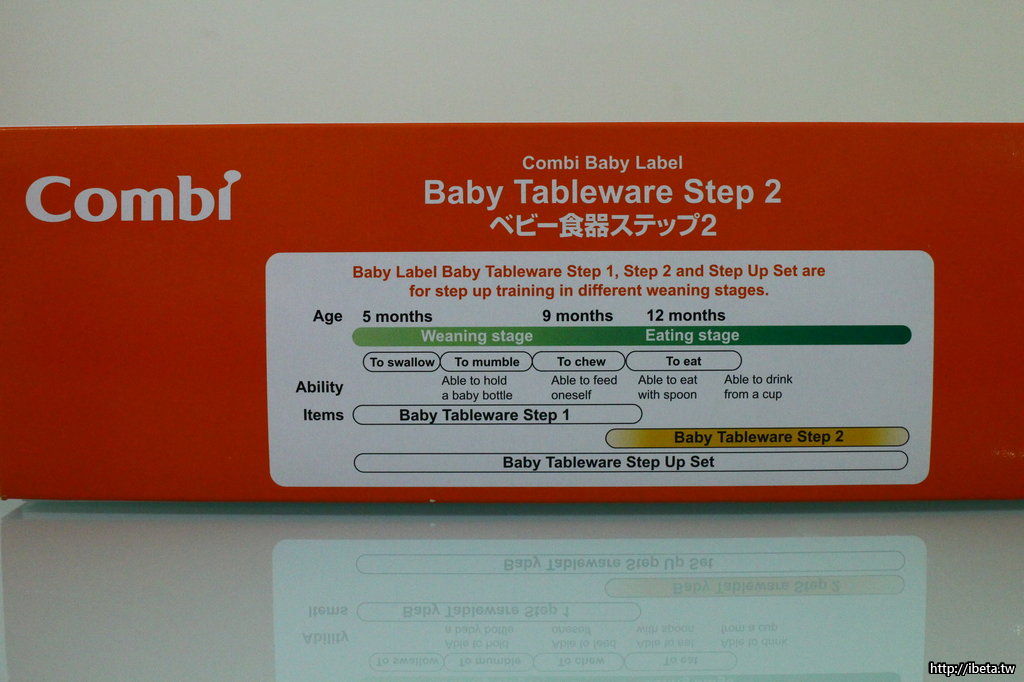 Combi
Combi Baby Label
Baby Tableware Step 2
ベビー食器ステップ2
Baby Label Baby Tableware Step 1, Step 2 and Step Up Set are
for step up training in different weaning stages.
Age 5 months 9 months 12 months
Weaning stage Eating stage
To swallow To mumble To chew To eat
Ability Able to hold Able to feed Able to eat Able to drink
a baby bottle oneself with spoon from a cup
Items Baby Tableware Step 1
Baby Tableware Step 2
Baby Tableware Step Up Set
http://ibeta.tw